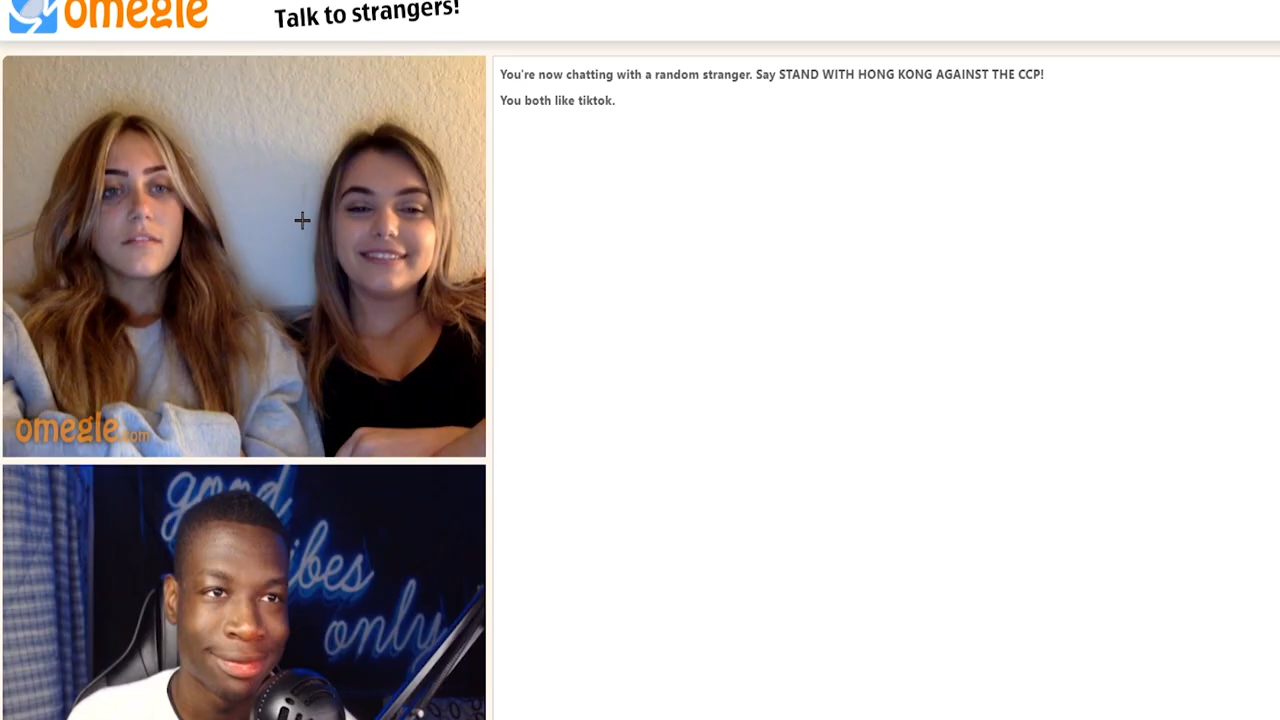 omegle
Talk to strangers!
You're now chatting with a random stranger. Say STAND WITH HONG KONG AGAINST THE CCP!
You both like tiktok.
omegle.com
good
vibes
only